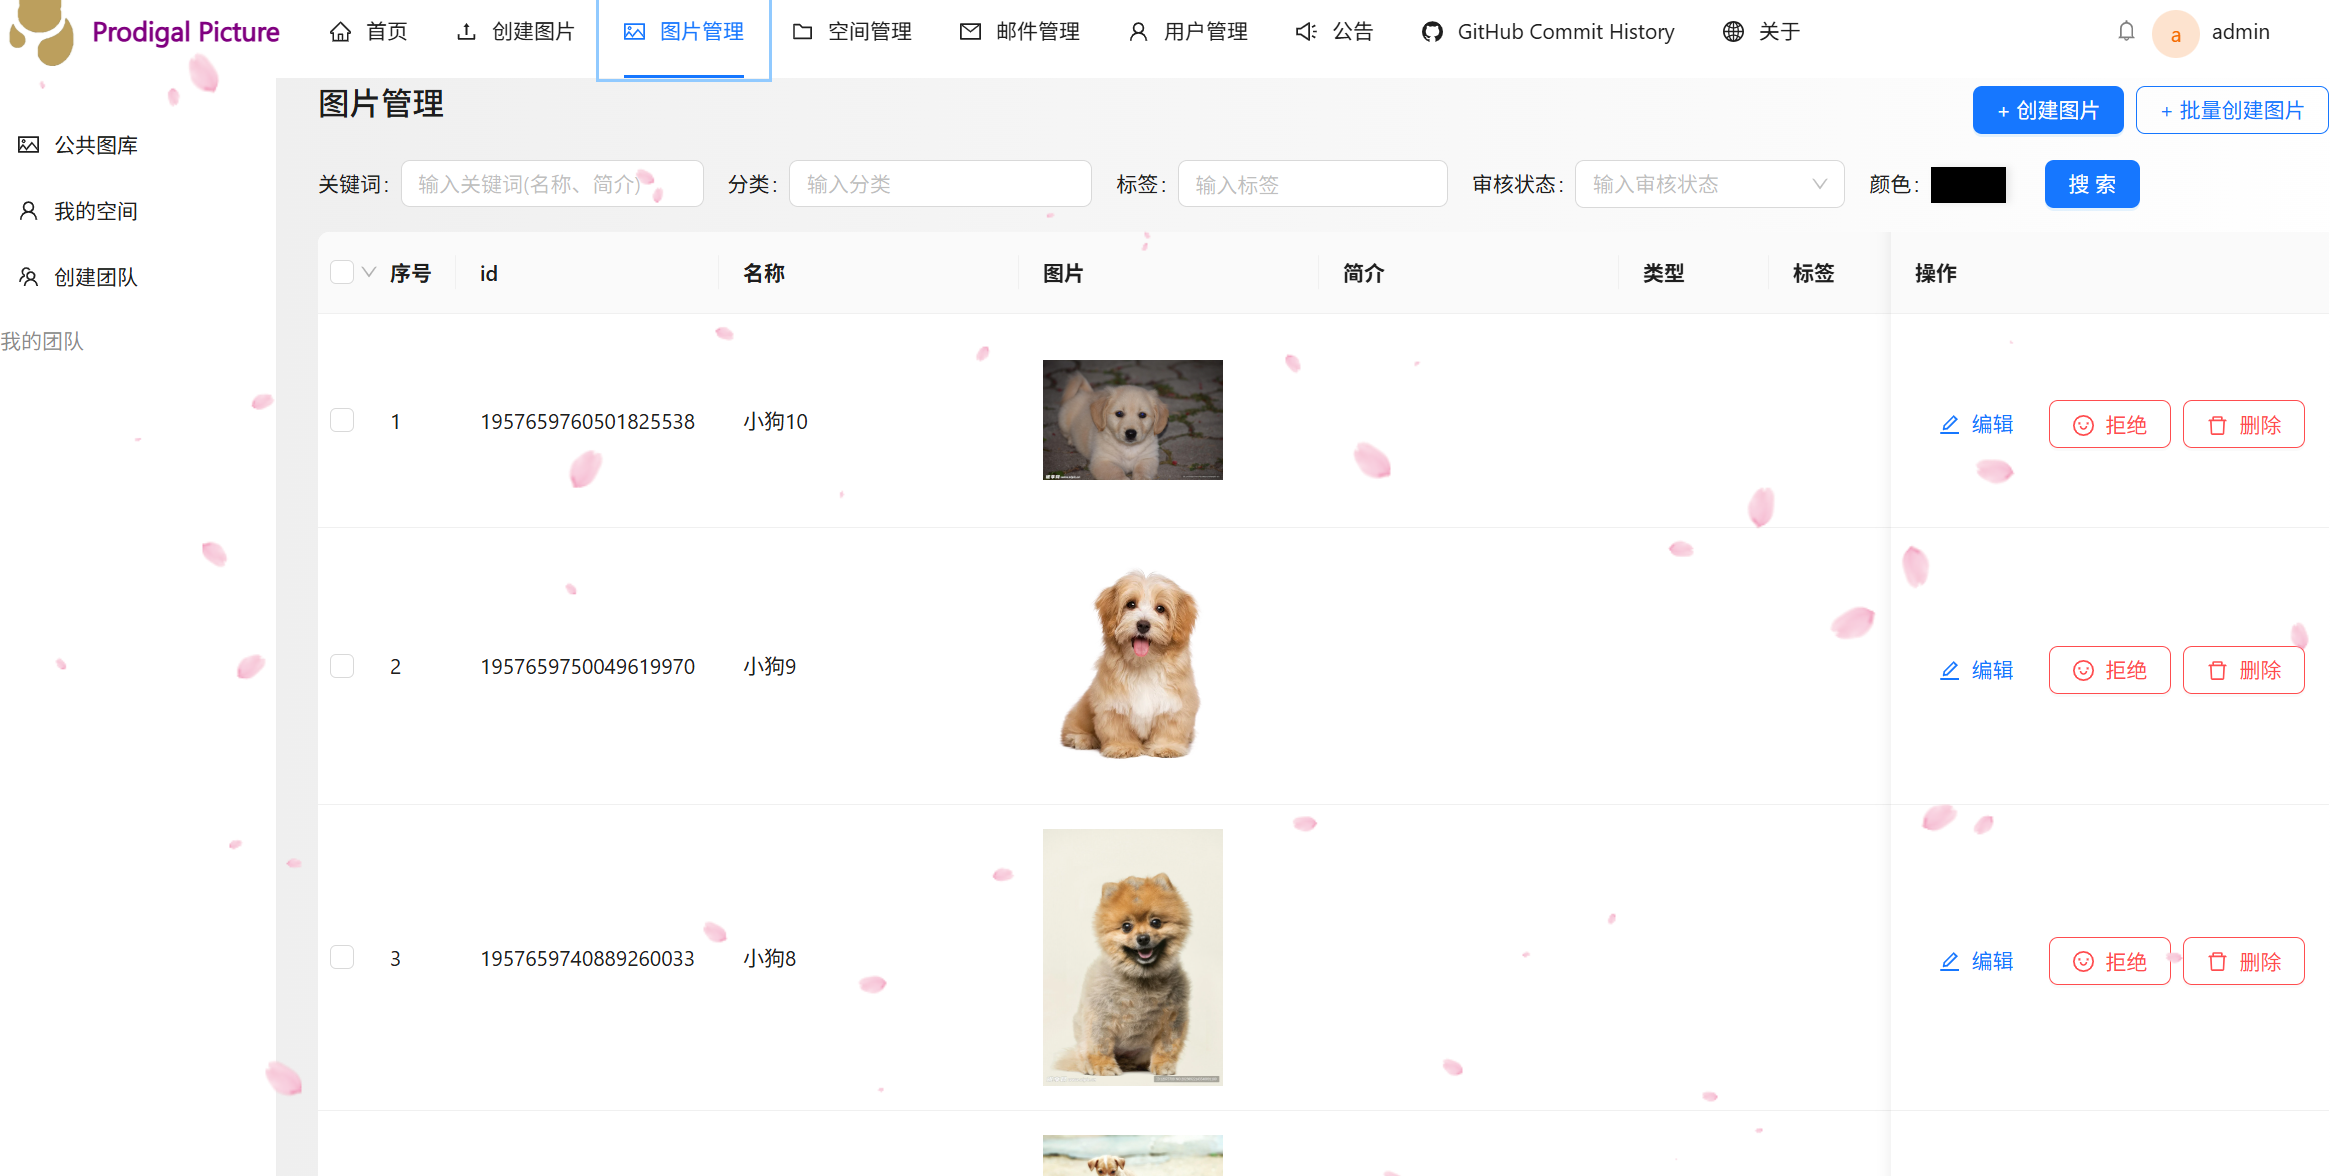 Prodigal Picture 首页 创建图片 图片管理 空间管理 邮件管理 用户管理 公告 GitHub Commit History 关于 a admin
公共图库
我的空间
创建团队
我的团队
图片管理 + 创建图片 + 批量创建图片
关键词: 输入关键词(名称、简介) 分类: 输入分类 标签: 输入标签 审核状态: 输入审核状态 颜色: 搜 索
序号 id 名称 图片 简介 类型 标签 操作
1 1957659760501825538 小狗10 编辑 拒绝 删除
2 1957659750049619970 小狗9 编辑 拒绝 删除
3 1957659740889260033 小狗8 编辑 拒绝 删除